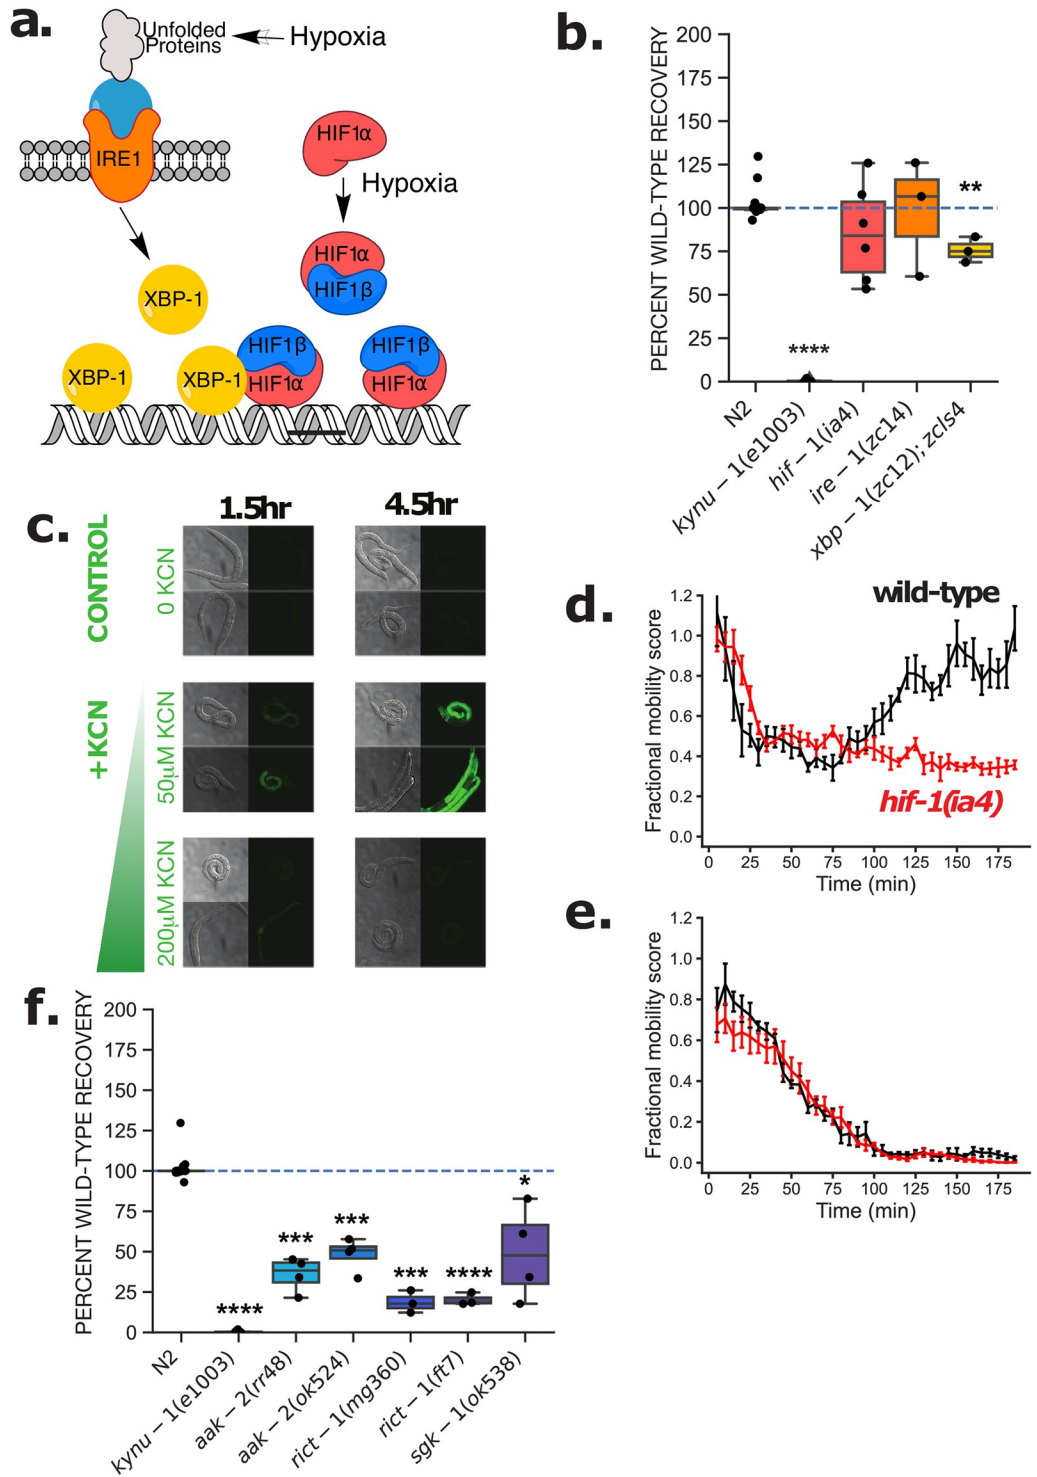 a.
Unfolded
Proteins
Hypoxia
IRE1
HIF1α
Hypoxia
HIF1α
HIF1β
XBP-1
XBP-1
XBP-1
HIF1β
HIF1α
HIF1β
HIF1α
b.
PERCENT WILD-TYPE RECOVERY
200
175
150
125
100
75
50
25
0
****
**
N2
kynu − 1(e1003)
hif − 1(ia4)
ire − 1(zc14)
xbp − 1(zc12); zcls4
c.
1.5hr
4.5hr
CONTROL
0 KCN
+KCN
50μM KCN
200μM KCN
d.
wild-type
hif-1(ia4)
Fractional mobility score
1.2
1.0
0.8
0.6
0.4
0.2
0.0
0 25 50 75 100 125 150 175
Time (min)
e.
Fractional mobility score
1.2
1.0
0.8
0.6
0.4
0.2
0.0
0 25 50 75 100 125 150 175
Time (min)
f.
PERCENT WILD-TYPE RECOVERY
200
175
150
125
100
75
50
25
0
****
***
***
***
****
*
N2
kynu − 1(e1003)
aak − 2(rr48)
aak − 2(ok524)
rict − 1(mg360)
rict − 1(ft7)
sgk − 1(ok538)